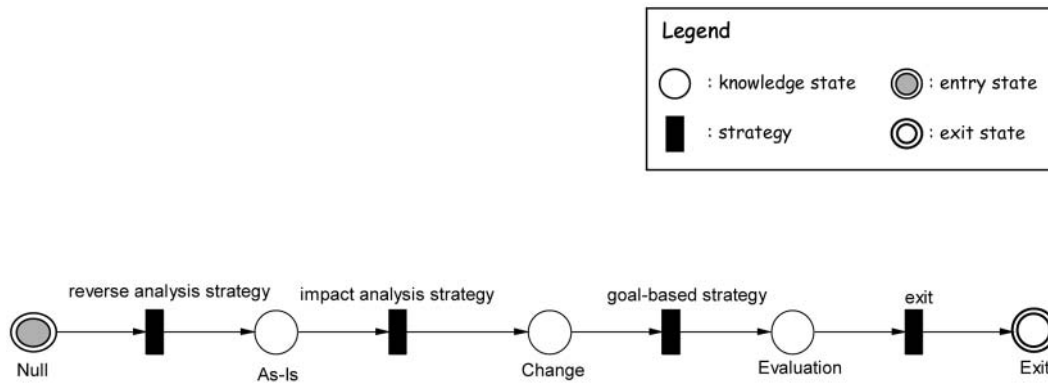 Legend
: knowledge state
: entry state
: strategy
: exit state
reverse analysis strategy
impact analysis strategy
goal-based strategy
exit
Null
As-Is
Change
Evaluation
Exit